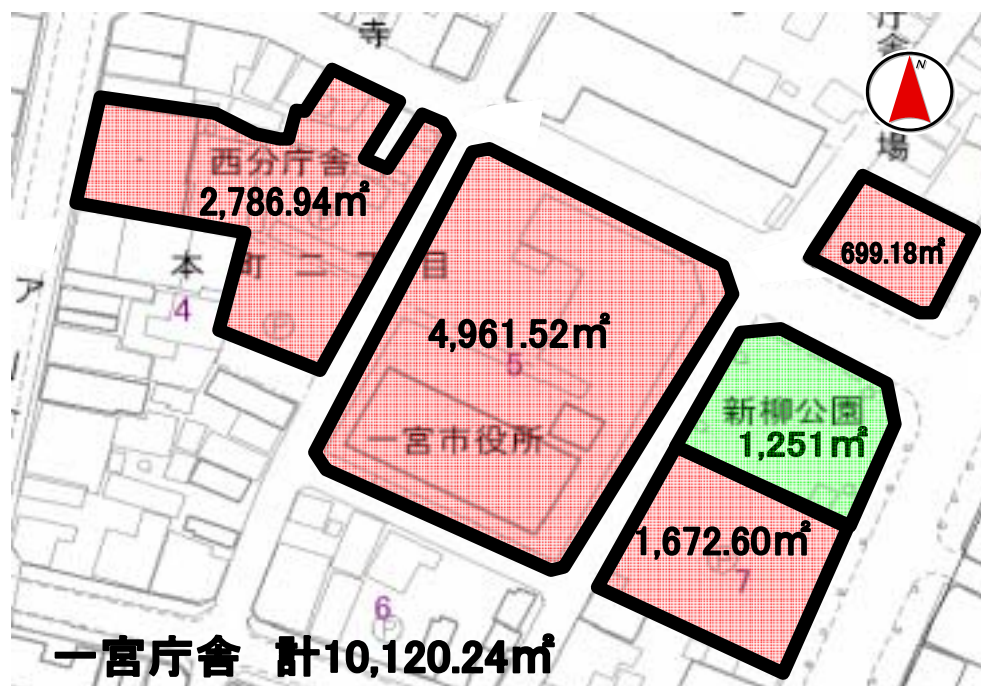 寺
庁舎
N
場
西分庁舎
2,786.94㎡
699.18㎡
本町二丁目
ア
4
4,961.52㎡
5
新柳公園
1,251㎡
一宮市役所
1,672.60㎡
7
6
P
一宮庁舎 計10,120.24㎡